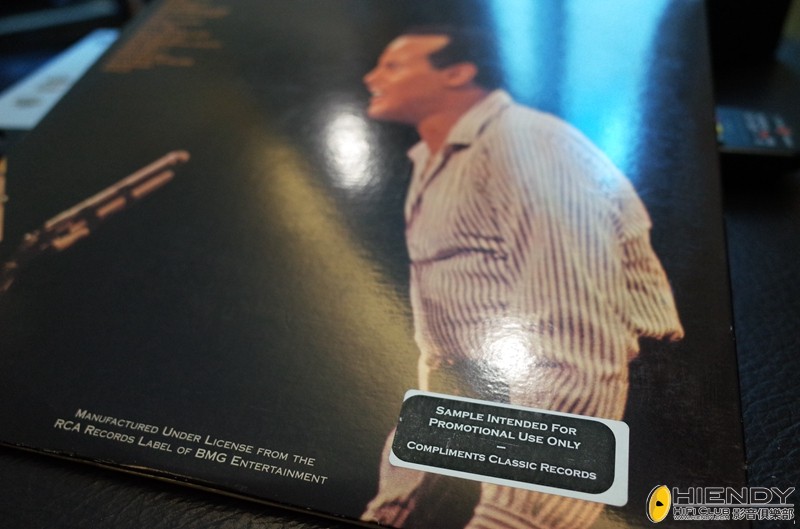 MANUFACTURED UNDER LICENSE FROM THE
RCA RECORDS LABEL OF BMG ENTERTAINMENT
SAMPLE INTENDED FOR
PROMOTIONAL USE ONLY
–
COMPLIMENTS CLASSIC RECORDS
HIENDY
HIFI CLUB 影音俱樂部